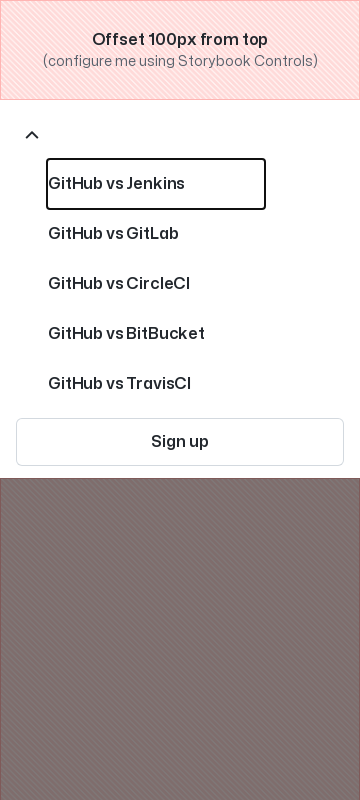 Offset 100px from top
(configure me using Storybook Controls)
GitHub vs Jenkins
GitHub vs GitLab
GitHub vs CircleCI
GitHub vs BitBucket
GitHub vs TravisCI
Sign up